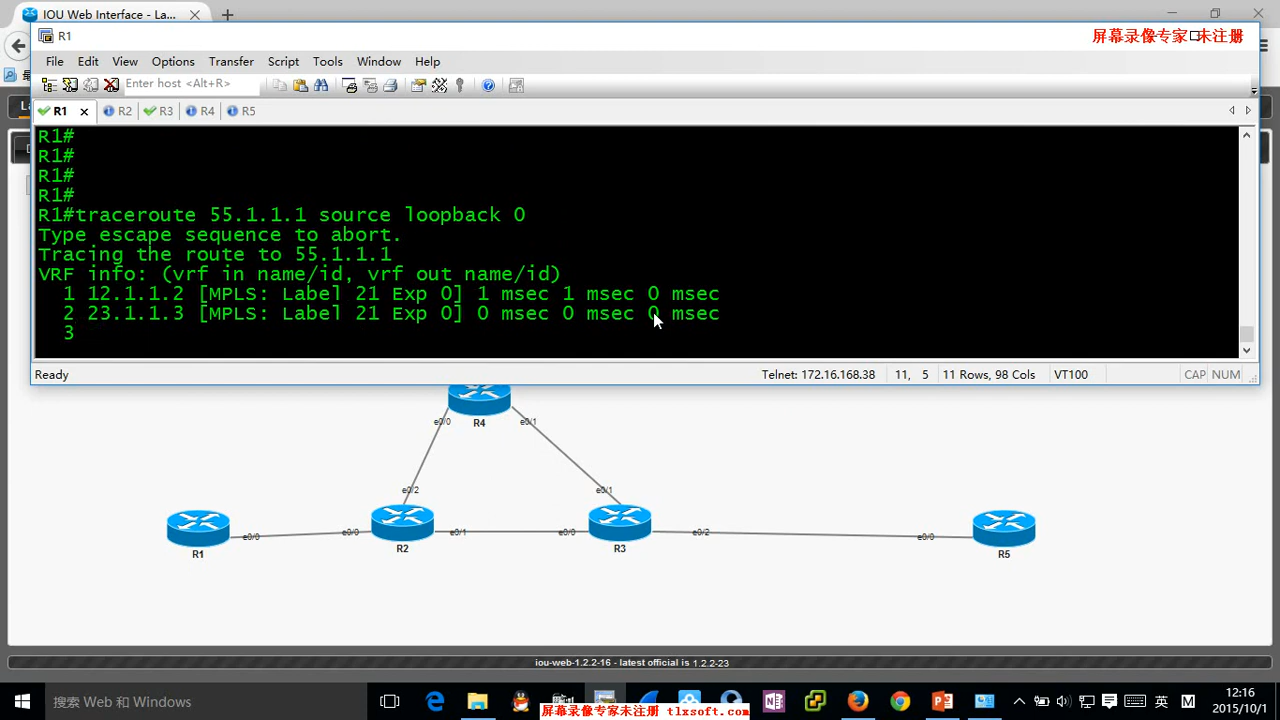 IOU Web Interface - La...
R1
屏幕录像专家 未注册
File Edit View Options Transfer Script Tools Window Help
Enter host <Alt+R>
R1 R2 R3 R4 R5
R1#
R1#
R1#
R1#
R1#traceroute 55.1.1.1 source loopback 0
Type escape sequence to abort.
Tracing the route to 55.1.1.1
VRF info: (vrf in name/id, vrf out name/id)
1 12.1.1.2 [MPLS: Label 21 Exp 0] 1 msec 1 msec 0 msec
2 23.1.1.3 [MPLS: Label 21 Exp 0] 0 msec 0 msec 0 msec
3
Ready Telnet: 172.16.168.38 11, 5 11 Rows, 98 Cols VT100 CAP NUM
e0/0 e0/1
R4
e0/2 e0/1
e0/0 e0/0 e0/1 e0/0 e0/2 e0/0
R1 R2 R3 R5
iou-web-1.2.2-16 - latest official is 1.2.2-23
搜索 Web 和 Windows
英
M
12:16
2015/10/1
屏幕录像专家未注册 tlxsoft.com